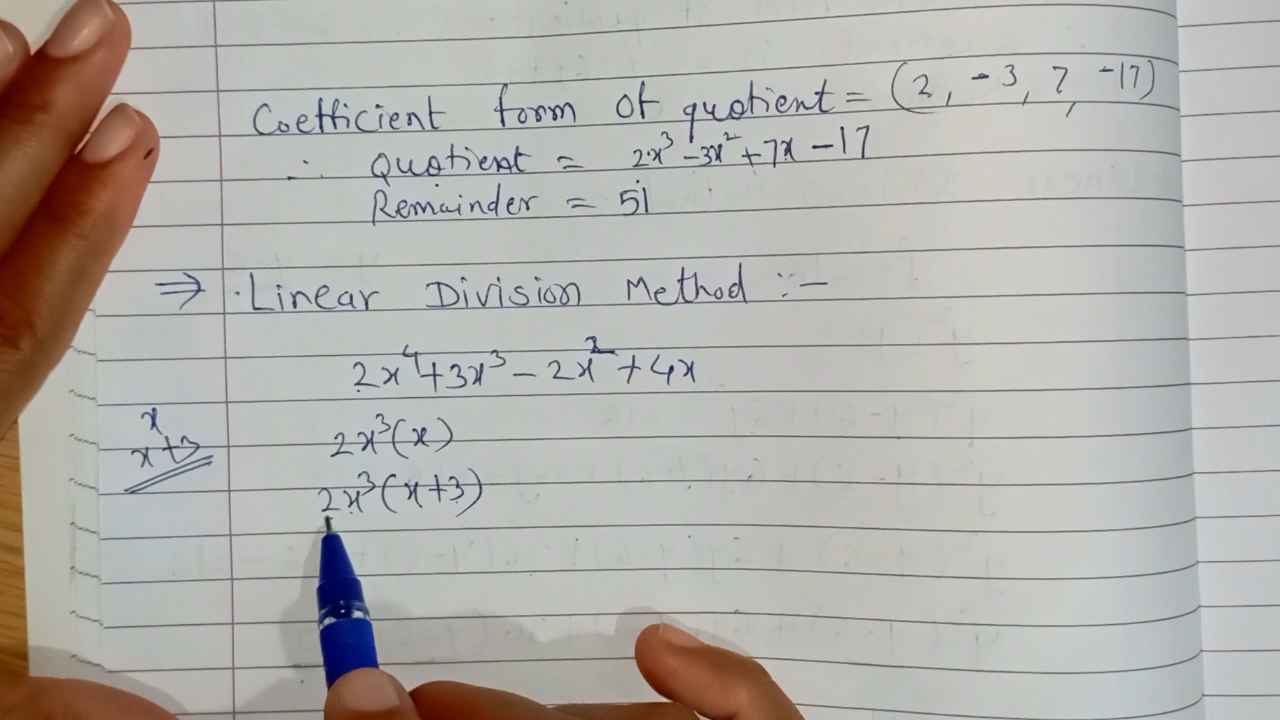 Coefficient form of quotient = (2, -3, 7, -17)
∴ Quotient = 2x³ - 3x² + 7x - 17
Remainder = 51
⇒ Linear Division Method :-
2x⁴ + 3x³ - 2x² + 4x
x
2x³(x)
x+3
2x³(x+3)